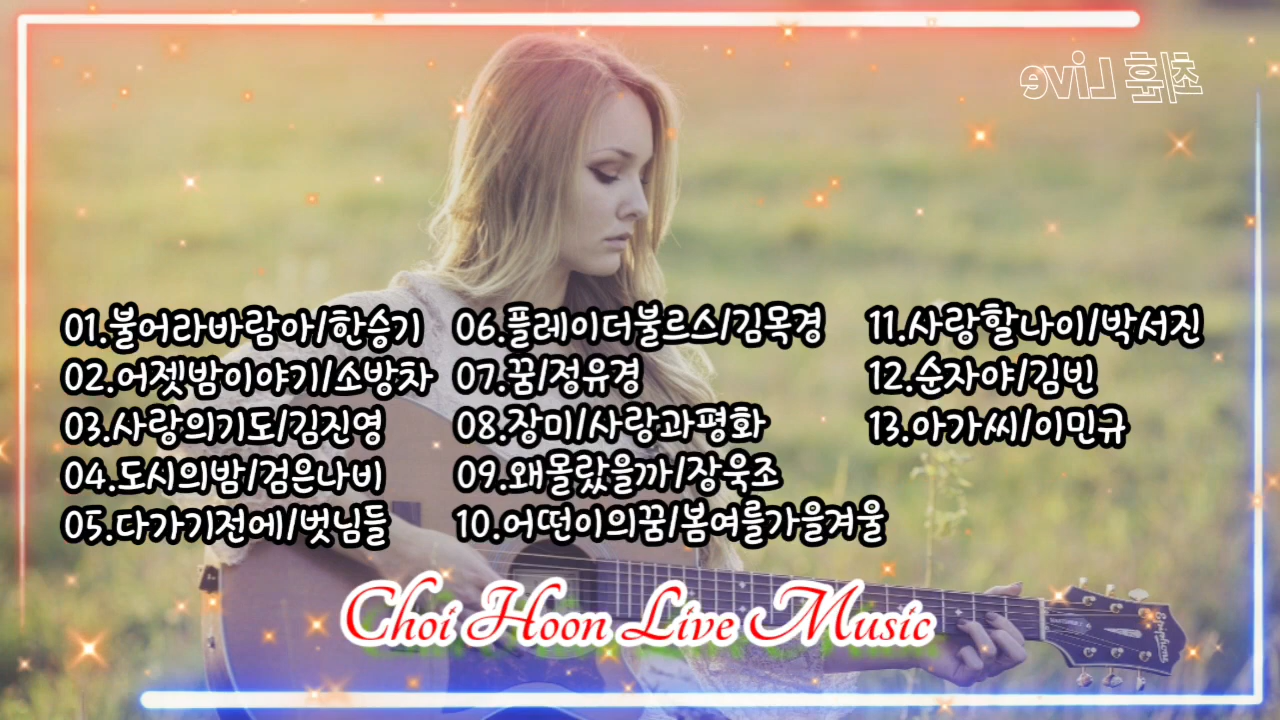 최훈 Live
01.불어라바람아/한승기
02.어젯밤이야기/소방차
03.사랑의기도/김진영
04.도시의밤/검은나비
05.다가기전에/벗님들
06.플레이더불르스/김목경
07.꿈/정유경
08.장미/사랑과평화
09.왜몰랐을까/장욱조
10.어떤이의꿈/봄여름가을겨울
11.사랑할나이/박서진
12.순자야/김빈
13.아가씨/이민규
Choi Hoon Live Music
Epiphone